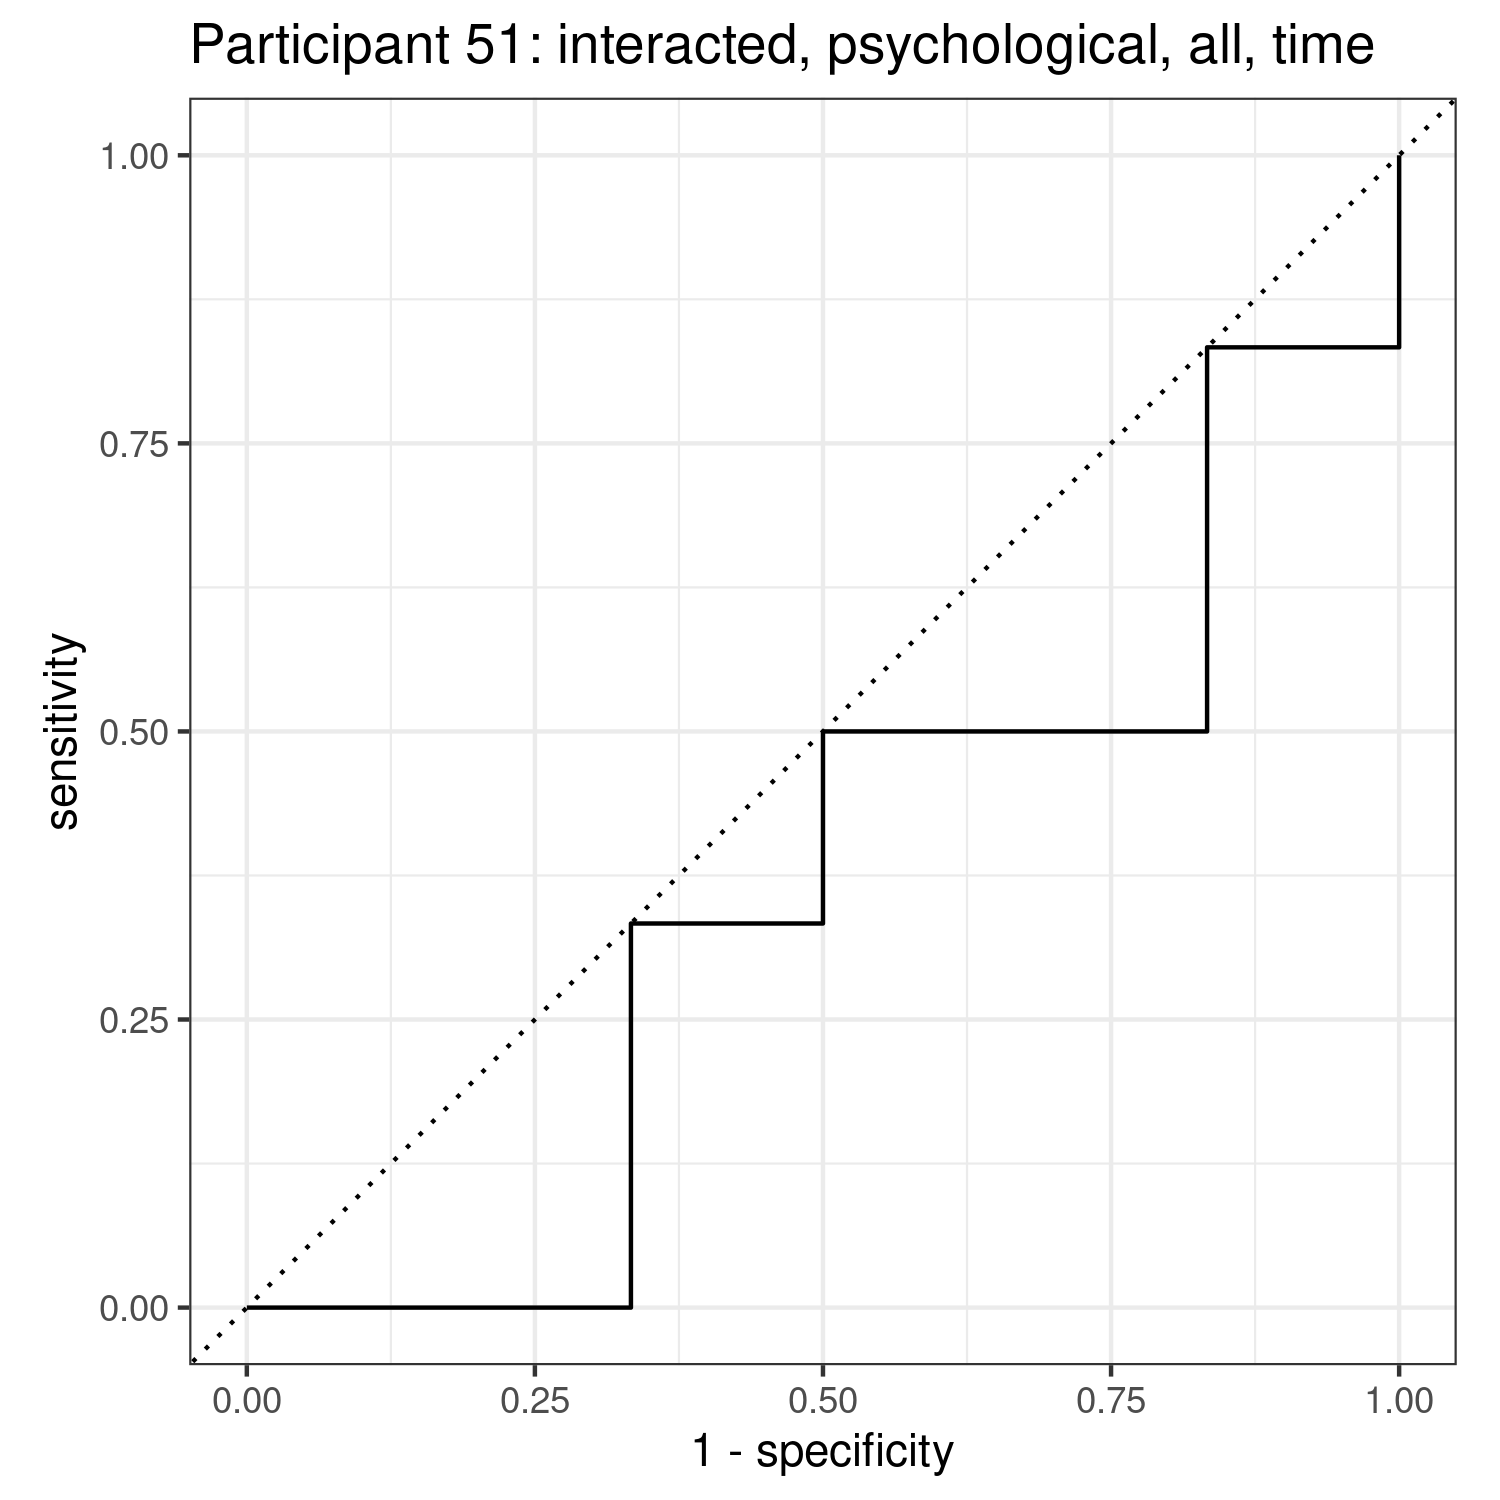 Participant 51: interacted, psychological, all, time
1.00
0.75
0.50
0.25
0.00
sensitivity
0.00 0.25 0.50 0.75 1.00
1 - specificity